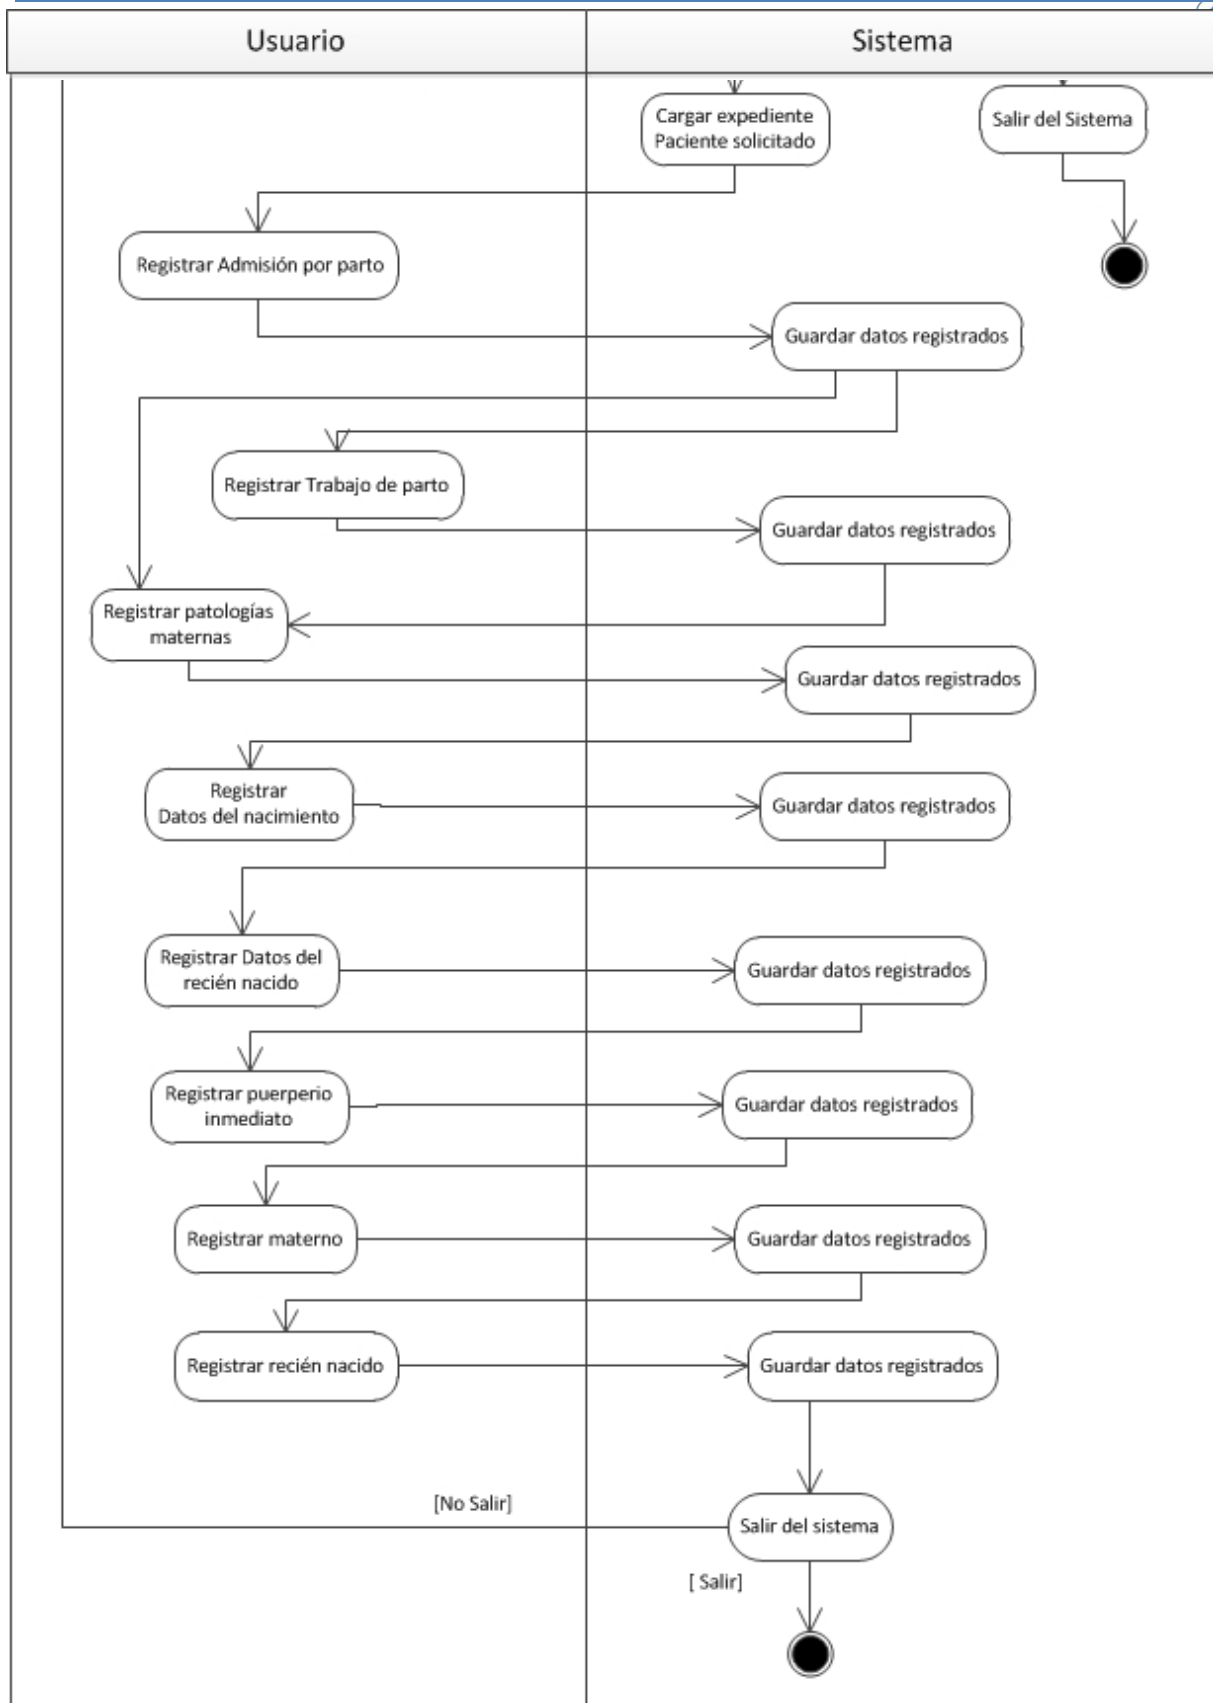 Usuario
Sistema
Cargar expediente
Paciente solicitado
Salir del Sistema
Registrar Admisión por parto
Guardar datos registrados
Registrar Trabajo de parto
Guardar datos registrados
Registrar patologías
maternas
Guardar datos registrados
Registrar
Datos del nacimiento
Guardar datos registrados
Registrar Datos del
recién nacido
Guardar datos registrados
Registrar puerperio
inmediato
Guardar datos registrados
Registrar materno
Guardar datos registrados
Registrar recién nacido
Guardar datos registrados
[No Salir]
Salir del sistema
[ Salir]